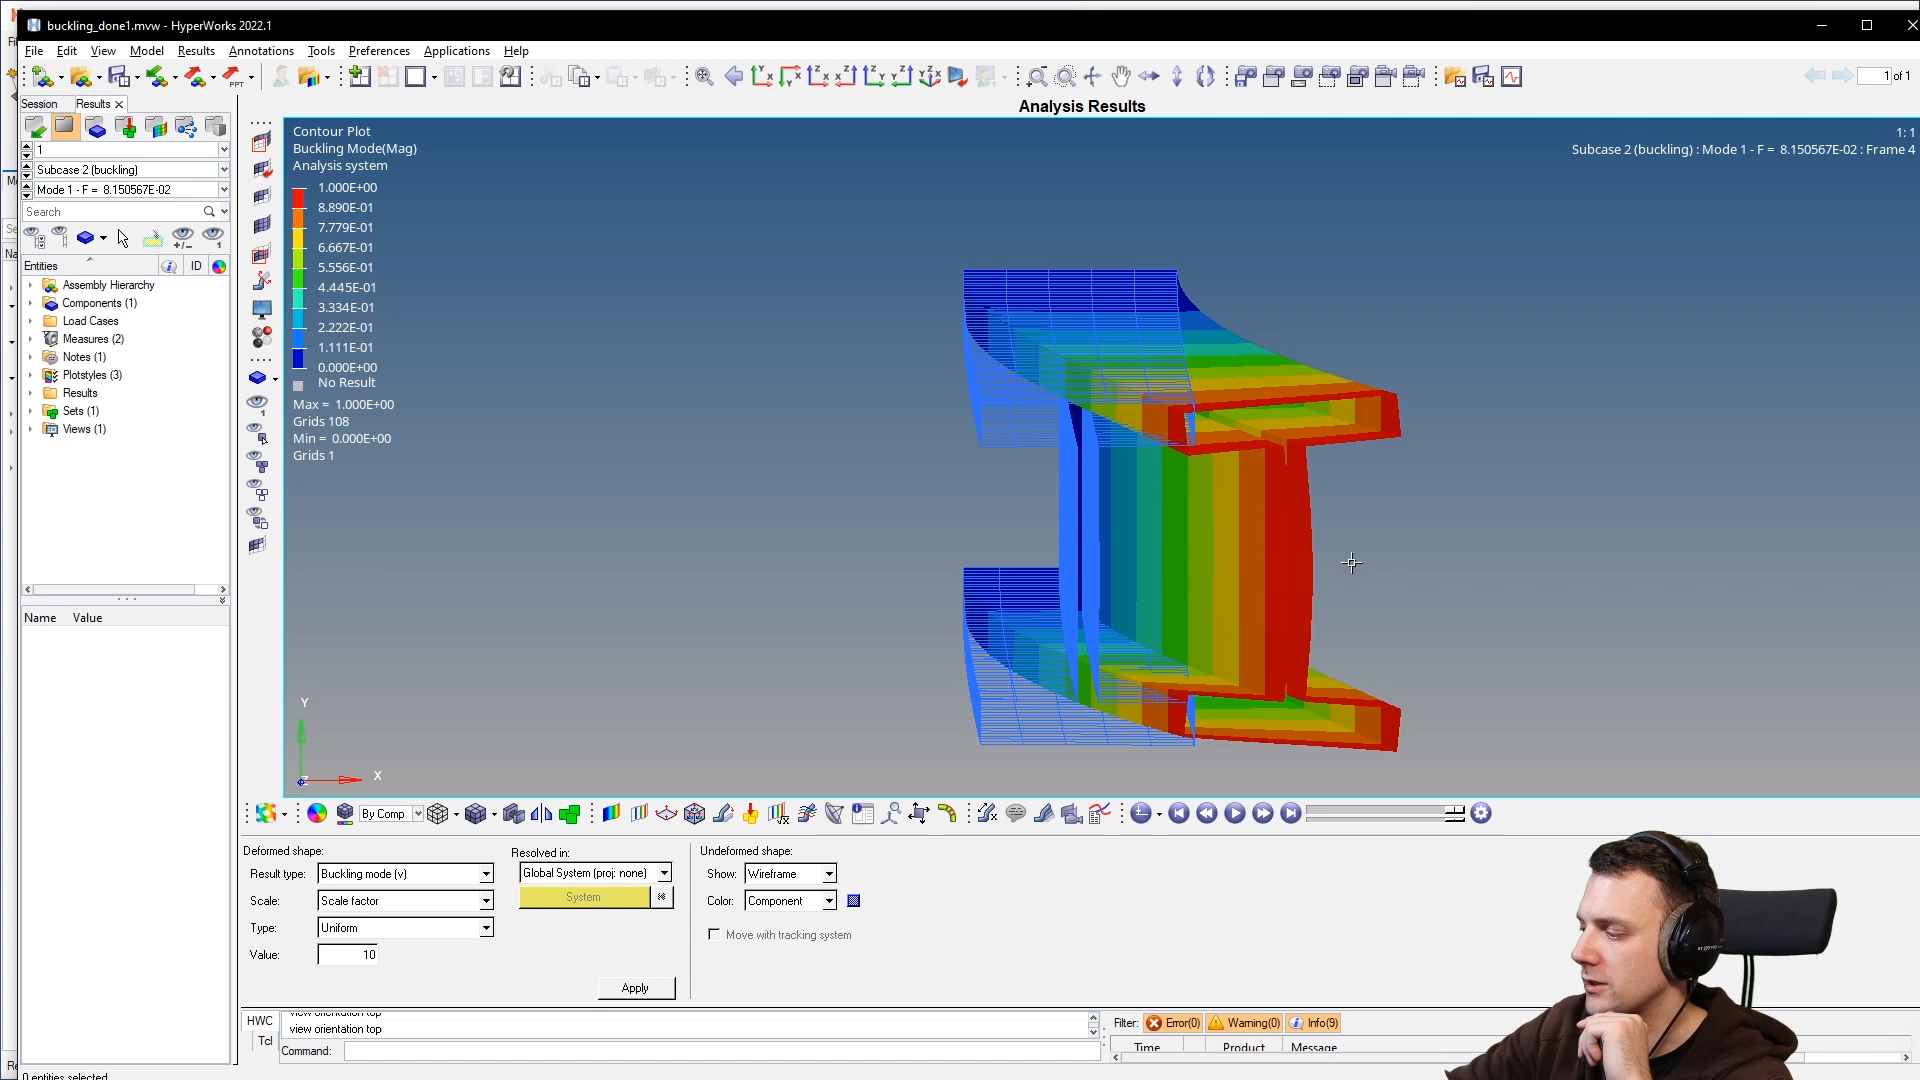 buckling_done1.mvw - HyperWorks 2022.1
File Edit View Model Results Annotations Tools Preferences Applications Help
1 of 1
Session Results
Analysis Results
1
Subcase 2 (buckling)
Mode 1 - F = 8.150567E-02
Search
Entities ID
Assembly Hierarchy
Components (1)
Load Cases
Measures (2)
Notes (1)
Plotstyles (3)
Results
Sets (1)
Views (1)
Name Value
Contour Plot
Buckling Mode(Mag)
Analysis system
1.000E+00
8.890E-01
7.779E-01
6.667E-01
5.556E-01
4.445E-01
3.334E-01
2.222E-01
1.111E-01
0.000E+00
No Result
Max = 1.000E+00
Grids 108
Min = 0.000E+00
Grids 1
1: 1
Subcase 2 (buckling) : Mode 1 - F = 8.150567E-02 : Frame 4
Y
X
Z
By Comp
Deformed shape:
Result type: Buckling mode (v)
Scale: Scale factor
Type: Uniform
Value: 10
Resolved in:
Global System (proj: none)
System
Apply
Undeformed shape:
Show: Wireframe
Color: Component
Move with tracking system
HWC
Tcl
view orientation top
view orientation top
Command:
Filter: Error(0) Warning(0) Info(9)
Time Product Message
0 entities selected